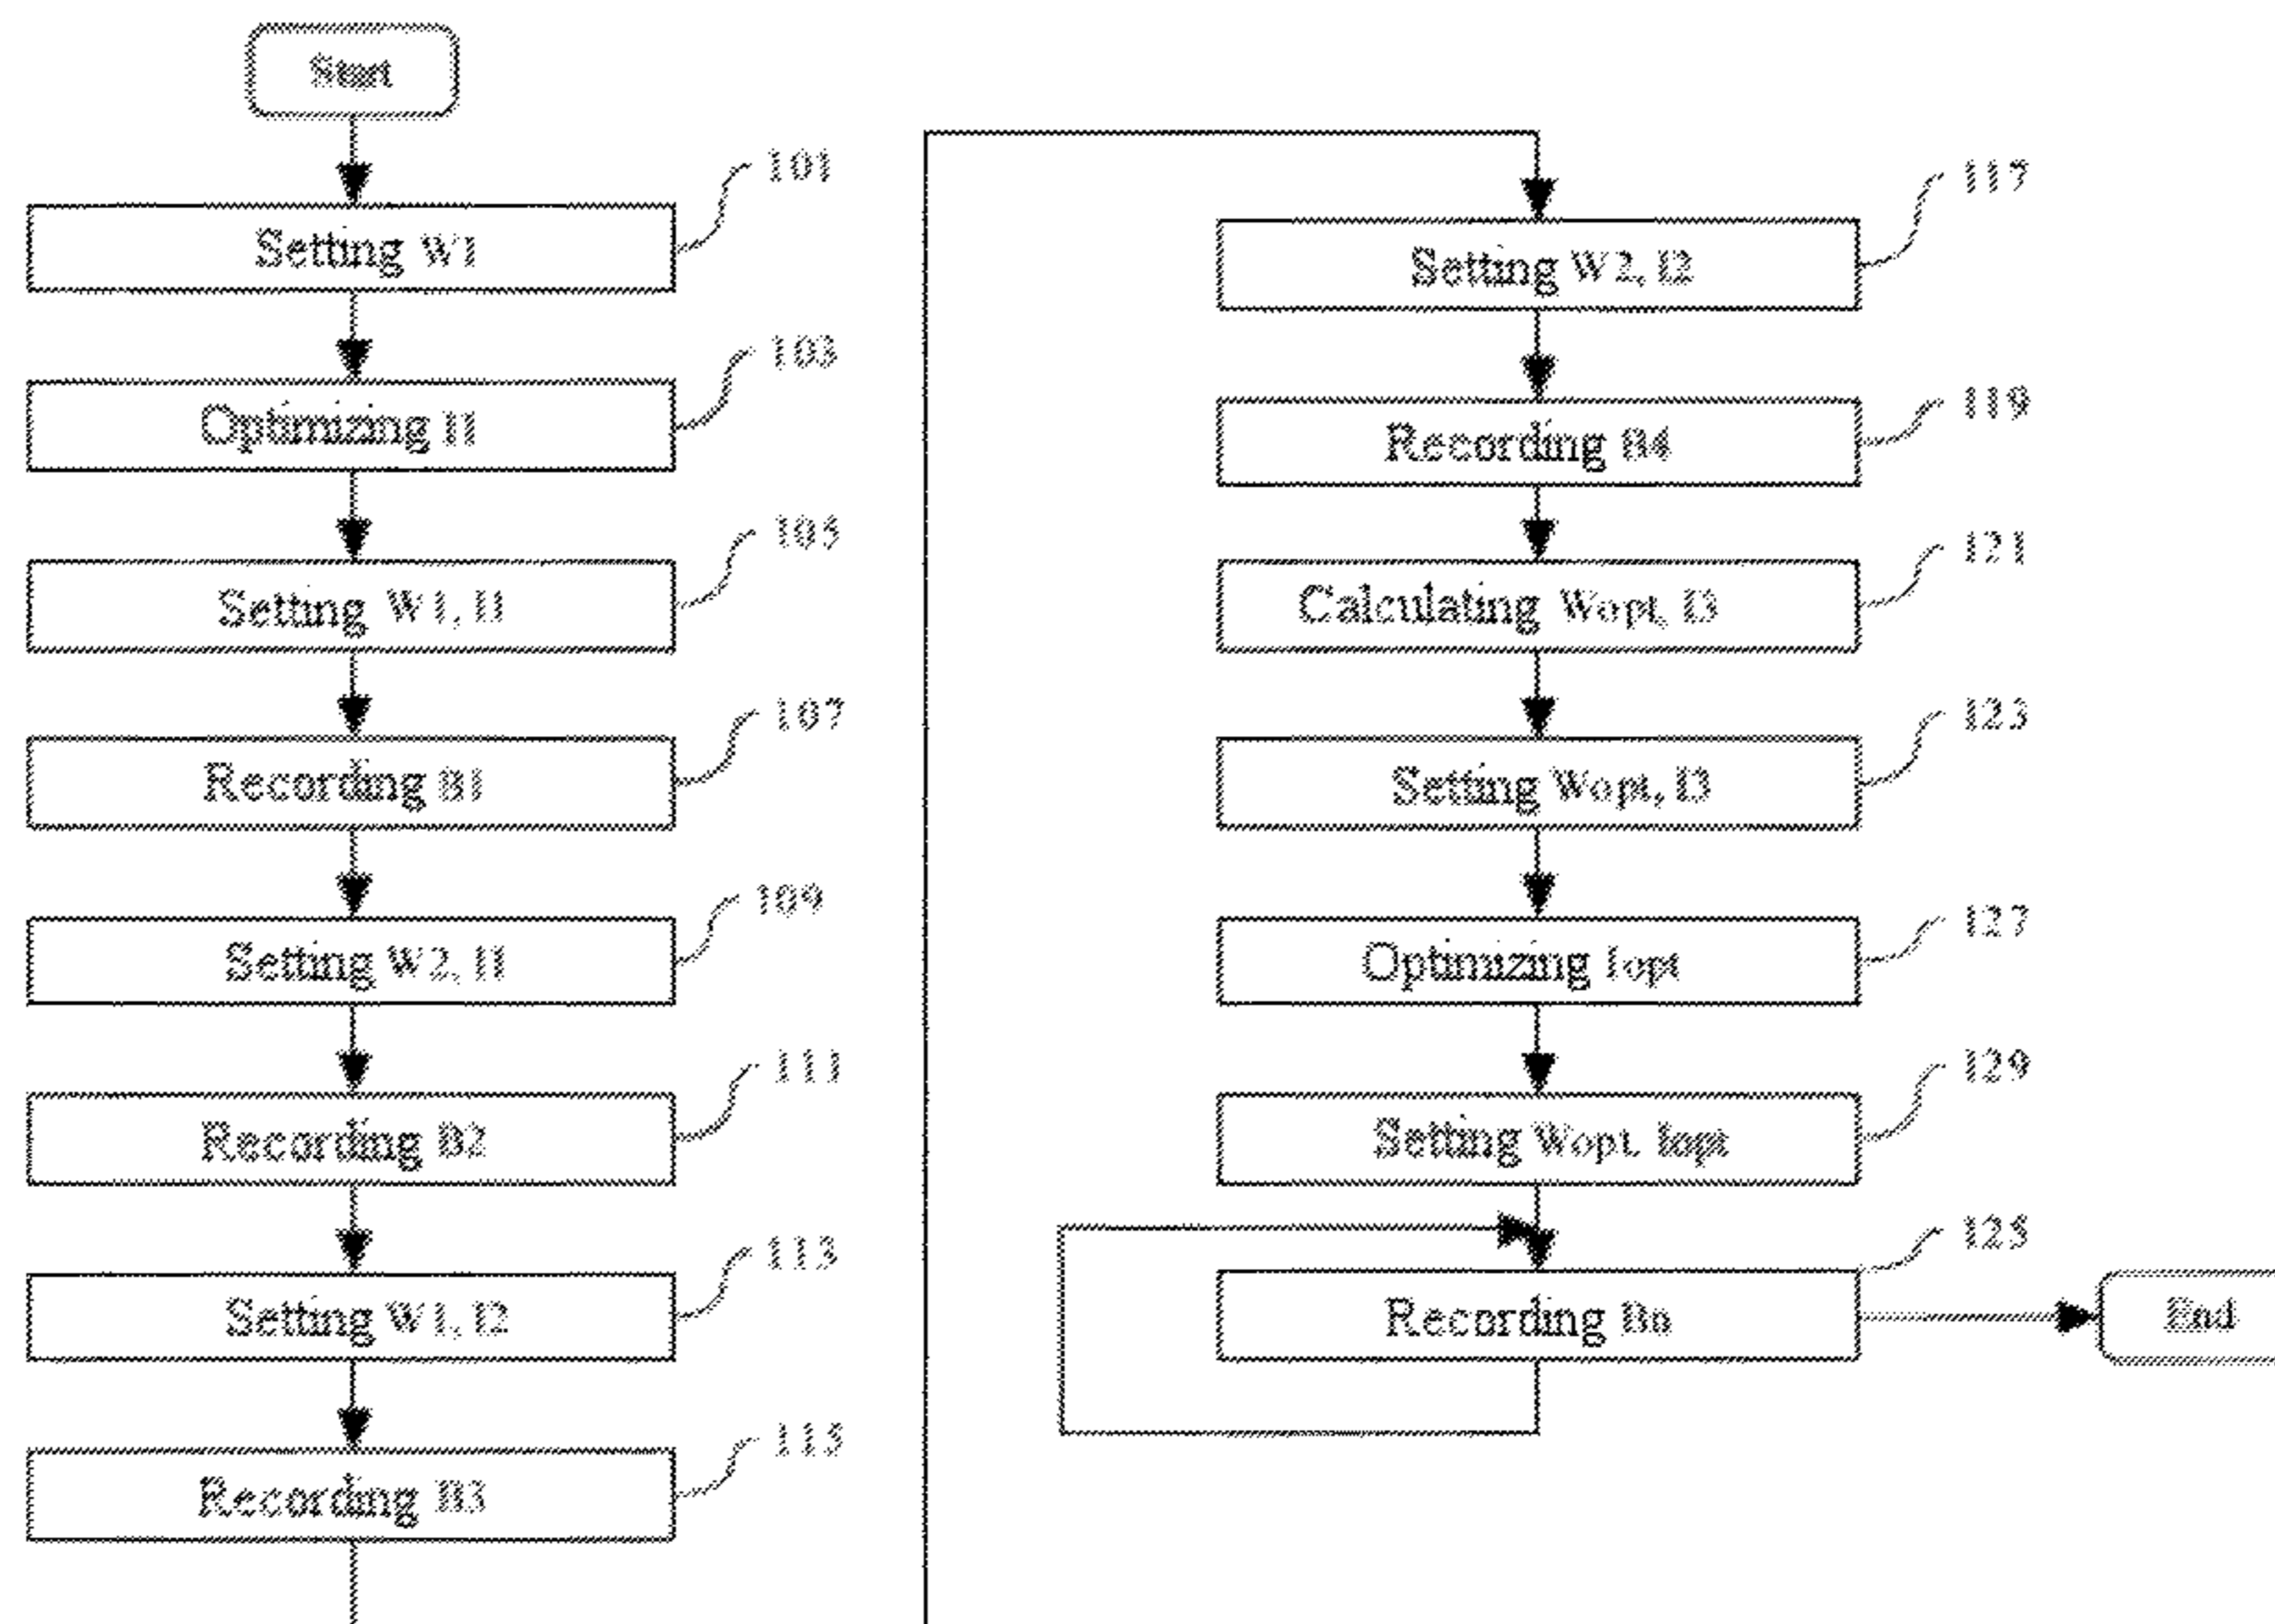 Start
Setting W1
101
Optimizing I1
103
Setting W1, I1
105
Recording B1
107
Setting W2, I1
109
Recording B2
111
Setting W1, I2
113
Recording B3
115
Setting W2, I2
117
Recording B4
119
Calculating Wopt, I3
121
Setting Wopt, I3
123
Optimizing Iopt
127
Setting Wopt. Iopt
129
Recording Bn
125
End